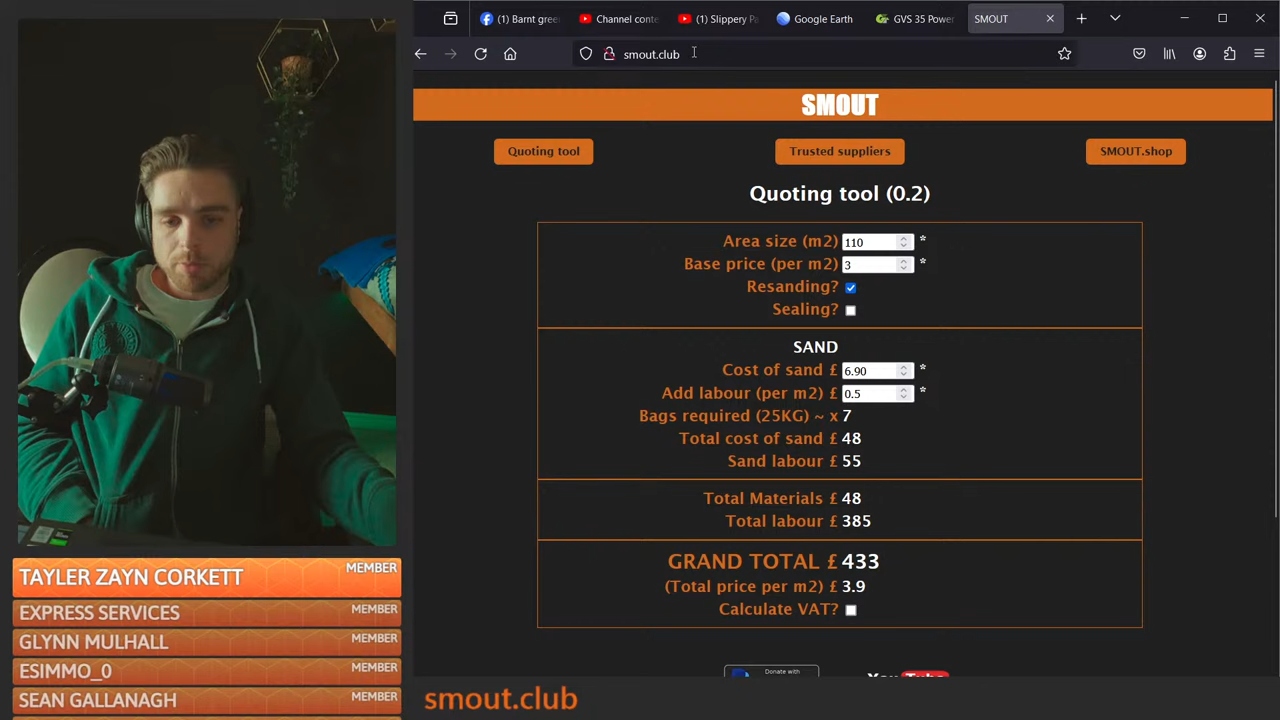 (1) Barnt gree
Channel conte
(1) Slippery Pa
Google Earth
GVS 35 Power
SMOUT
smout.club
SMOUT
Quoting tool
Trusted suppliers
SMOUT.shop
Quoting tool (0.2)
Area size (m2) 110 *
Base price (per m2) 3 *
Resanding?
Sealing?
SAND
Cost of sand £ 6.90 *
Add labour (per m2) £ 0.5 *
Bags required (25KG) ~ x 7
Total cost of sand £ 48
Sand labour £ 55
Total Materials £ 48
Total labour £ 385
GRAND TOTAL £ 433
(Total price per m2) £ 3.9
Calculate VAT?
Donate with
YouTube
TAYLER ZAYN CORKETT MEMBER
EXPRESS SERVICES MEMBER
GLYNN MULHALL MEMBER
ESIMMO_0 MEMBER
SEAN GALLANAGH MEMBER
smout.club